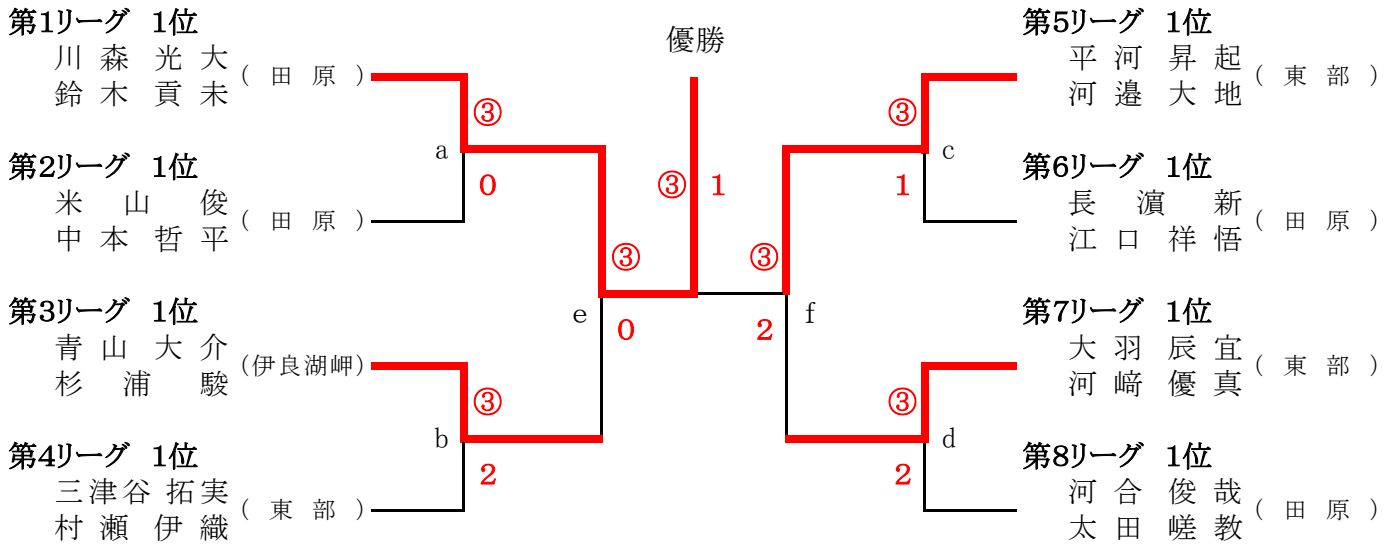 優勝
第1リーグ 1位
川森光大
鈴木貢未
(田原)
第2リーグ 1位
米山俊
中本哲平
(田原)
第3リーグ 1位
青山大介
杉浦駿
(伊良湖岬)
第4リーグ 1位
三津谷拓実
村瀬伊織
(東部)
③
a
0
③
b
2
③
e
0
③
1
③
f
2
③
c
1
③
d
2
第5リーグ 1位
平河昇起
河邉大地
(東部)
第6リーグ 1位
長濵新
江口祥悟
(田原)
第7リーグ 1位
大羽辰宜
河﨑優真
(東部)
第8リーグ 1位
河合俊哉
太田嵯教
(田原)